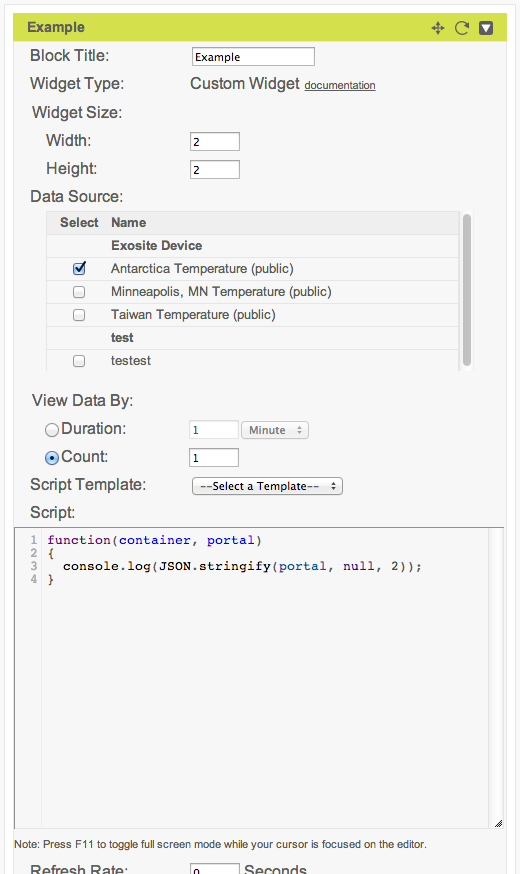 Example
Block Title: Example
Widget Type: Custom Widget documentation
Widget Size:
Width: 2
Height: 2
Data Source:
Select Name
Exosite Device
Antarctica Temperature (public)
Minneapolis, MN Temperature (public)
Taiwan Temperature (public)
test
testest
View Data By:
Duration: 1 Minute
Count: 1
Script Template: --Select a Template--
Script:
1 function(container, portal)
2 {
3   console.log(JSON.stringify(portal, null, 2));
4 }
Note: Press F11 to toggle full screen mode while your cursor is focused on the editor.
Refresh Rate: 0 Seconds